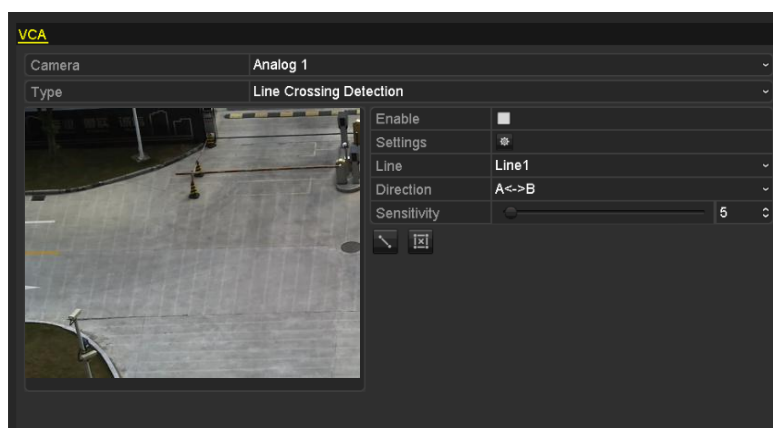 VCA
Camera Analog 1
Type Line Crossing Detection
Enable
Settings
Line Line1
Direction A<->B
Sensitivity 5